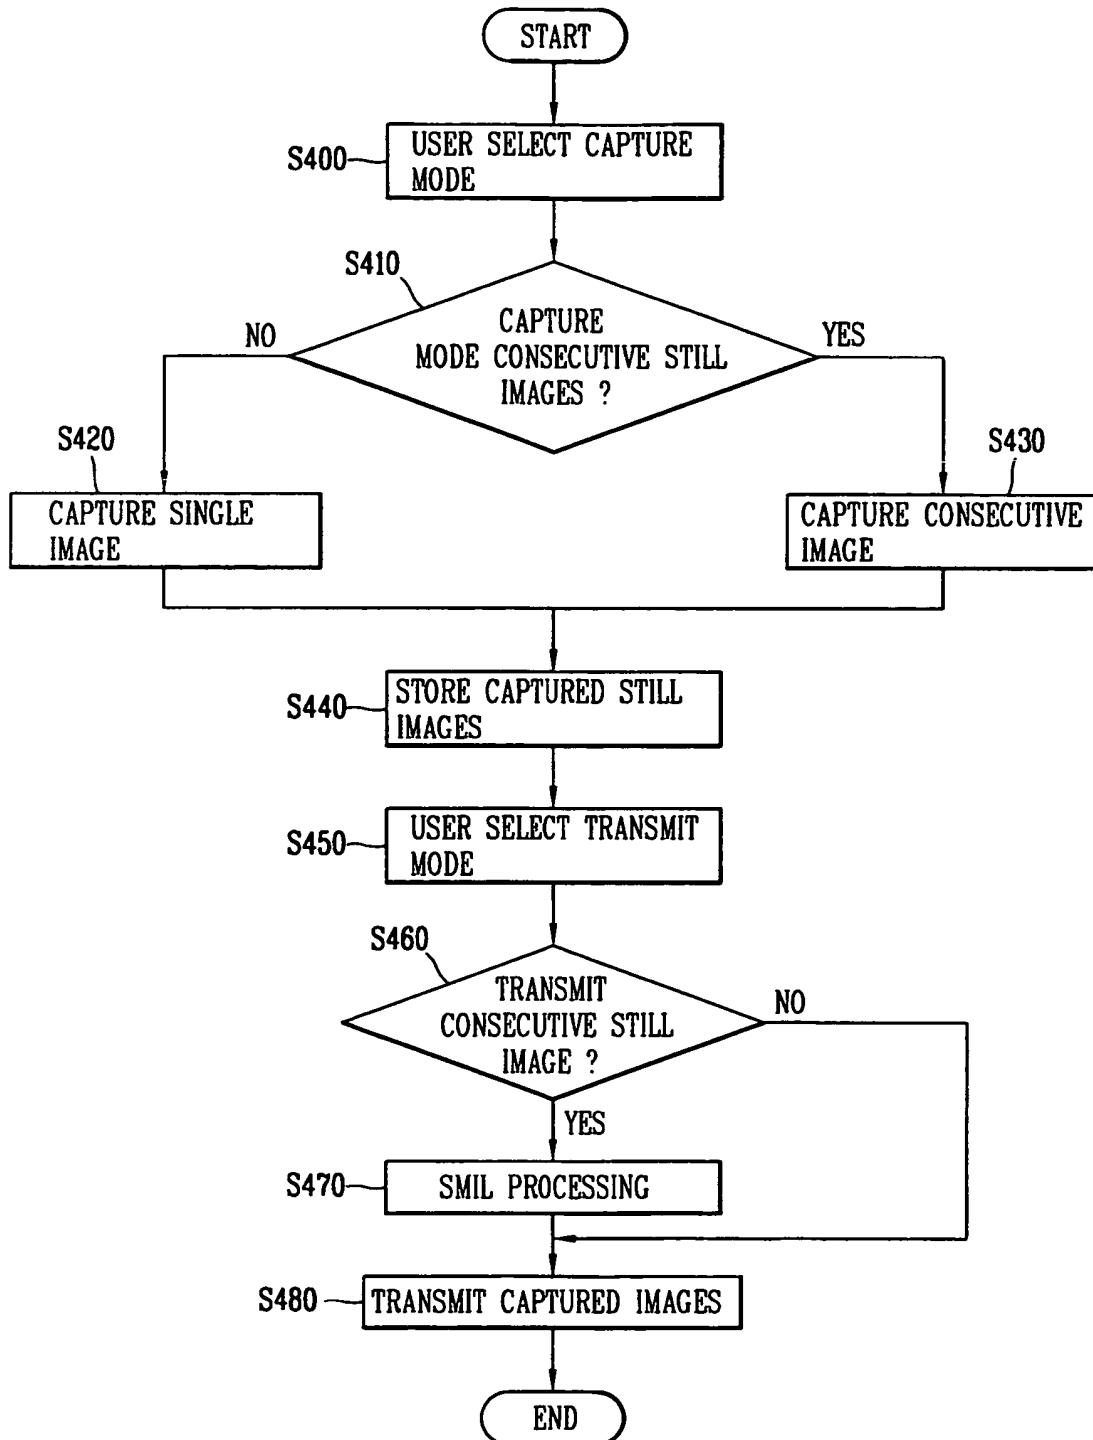 START
S400
USER SELECT CAPTURE
MODE
S410
CAPTURE
MODE CONSECUTIVE STILL
IMAGES ?
NO
YES
S420
CAPTURE SINGLE
IMAGE
S430
CAPTURE CONSECUTIVE
IMAGE
S440
STORE CAPTURED STILL
IMAGES
S450
USER SELECT TRANSMIT
MODE
S460
TRANSMIT
CONSECUTIVE STILL
IMAGE ?
NO
YES
S470
SMIL PROCESSING
S480
TRANSMIT CAPTURED IMAGES
END